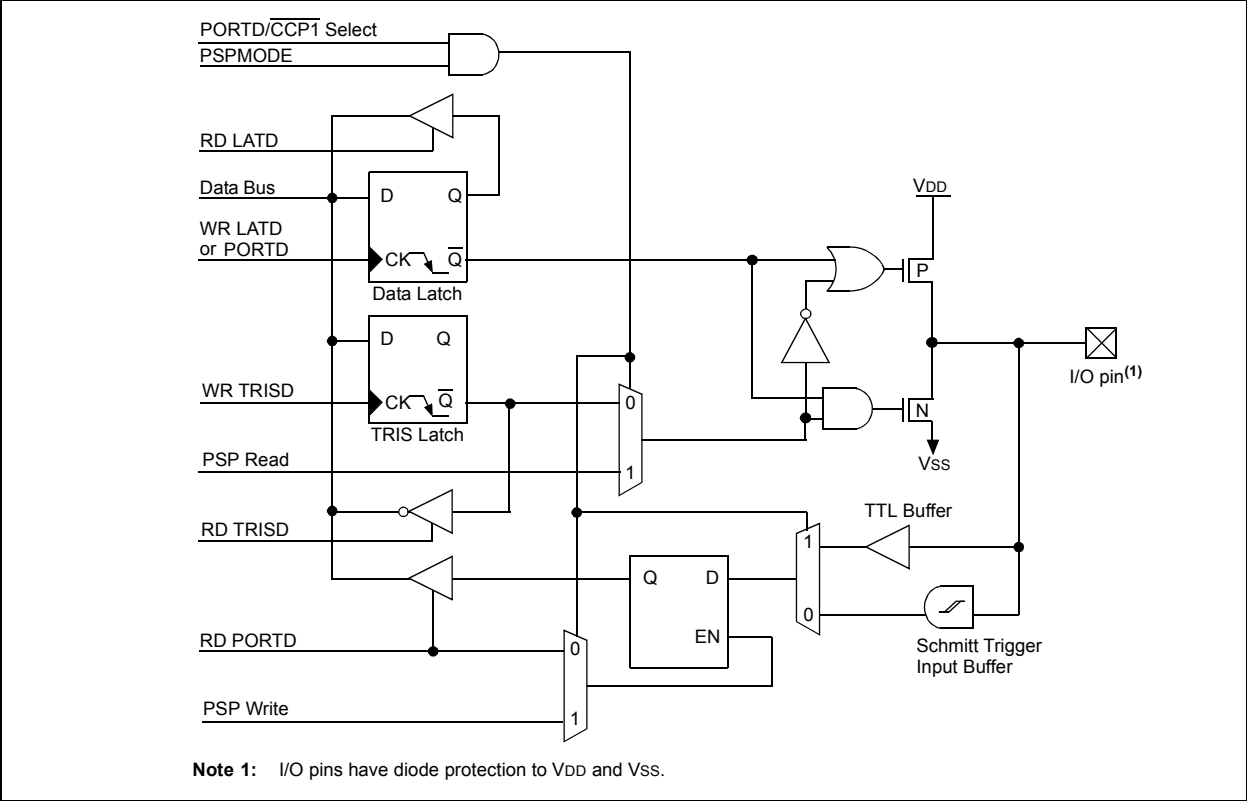 PORTD/CCP1 Select
PSPMODE
RD LATD
Data Bus
D Q
WR LATD
or PORTD
CK Q
Data Latch
VDD
P
D Q
WR TRISD
CK Q
TRIS Latch
0
1
PSP Read
N
VSS
I/O pin(1)
RD TRISD
TTL Buffer
1
0
Q D
EN
Schmitt Trigger
Input Buffer
RD PORTD
0
1
PSP Write
Note 1: I/O pins have diode protection to VDD and VSS.